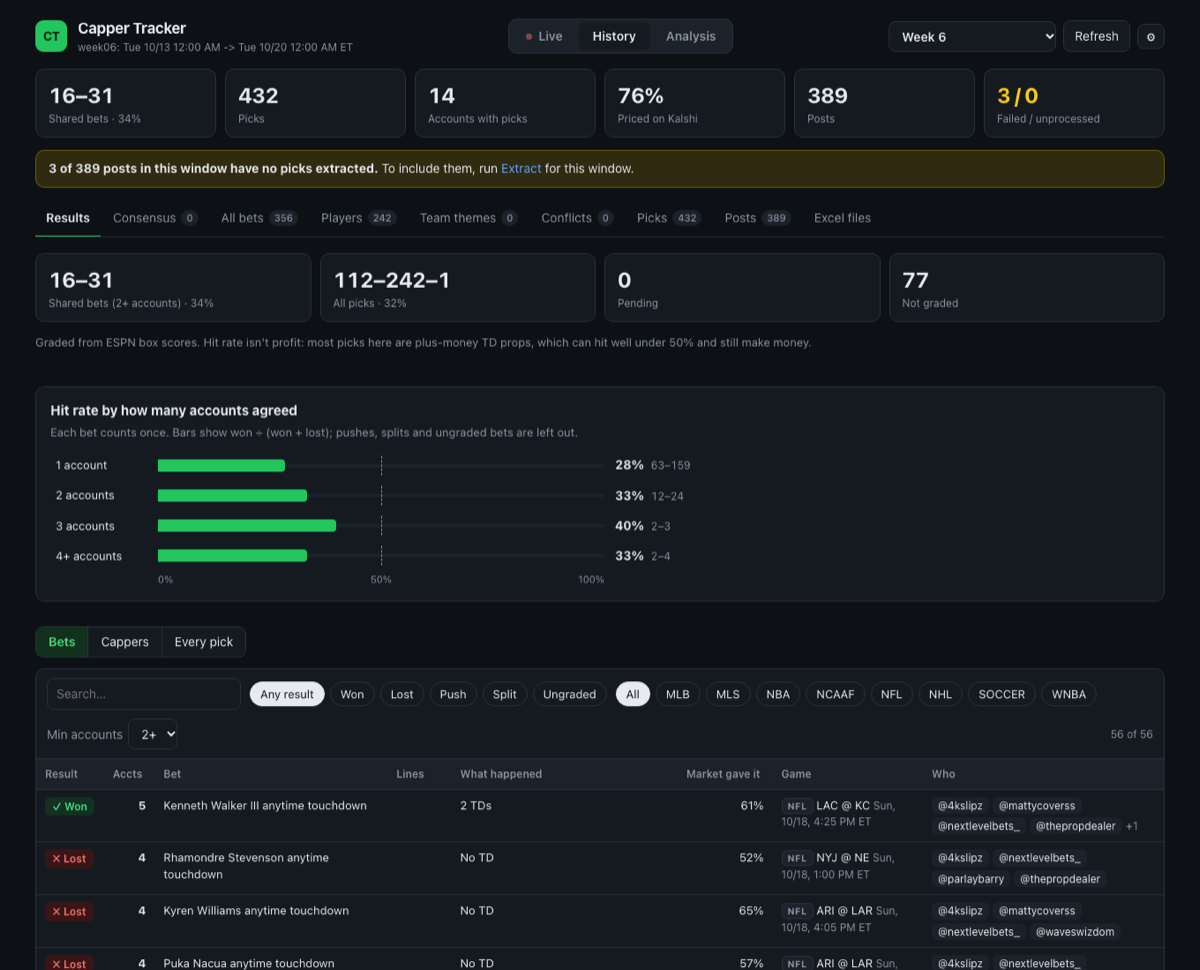 CT
Capper Tracker
week06: Tue 10/13 12:00 AM -> Tue 10/20 12:00 AM ET
Live
History
Analysis
Week 6
Refresh
16–31
Shared bets · 34%
432
Picks
14
Accounts with picks
76%
Priced on Kalshi
389
Posts
3 / 0
Failed / unprocessed
3 of 389 posts in this window have no picks extracted. To include them, run Extract for this window.
Results
Consensus 0
All bets 356
Players 242
Team themes 0
Conflicts 0
Picks 432
Posts 389
Excel files
16–31
Shared bets (2+ accounts) · 34%
112–242–1
All picks · 32%
0
Pending
77
Not graded
Graded from ESPN box scores. Hit rate isn't profit: most picks here are plus-money TD props, which can hit well under 50% and still make money.
Hit rate by how many accounts agreed
Each bet counts once. Bars show won ÷ (won + lost); pushes, splits and ungraded bets are left out.
1 account 28% 63–159
2 accounts 33% 12–24
3 accounts 40% 2–3
4+ accounts 33% 2–4
0% 50% 100%
Bets
Cappers
Every pick
Search...
Any result
Won
Lost
Push
Split
Ungraded
All
MLB
MLS
NBA
NCAAF
NFL
NHL
SOCCER
WNBA
Min accounts 2+
56 of 56
Result Accts Bet Lines What happened Market gave it Game Who
✓ Won 5 Kenneth Walker III anytime touchdown 2 TDs 61% NFL LAC @ KC Sun, @4kslipz @mattycoverss
10/18, 4:25 PM ET @nextlevelbets_ @thepropdealer +1
✕ Lost 4 Rhamondre Stevenson anytime No TD 52% NFL NYJ @ NE Sun, @4kslipz @nextlevelbets_
touchdown 10/18, 1:00 PM ET @parlaybarry @thepropdealer
✕ Lost 4 Kyren Williams anytime touchdown No TD 65% NFL ARI @ LAR Sun, @4kslipz @mattycoverss
10/18, 4:05 PM ET @nextlevelbets_ @waveswizdom
✕ Lost 4 Puka Nacua anytime touchdown No TD 57% NFL ARI @ LAR Sun, @4kslipz @nextlevelbets_